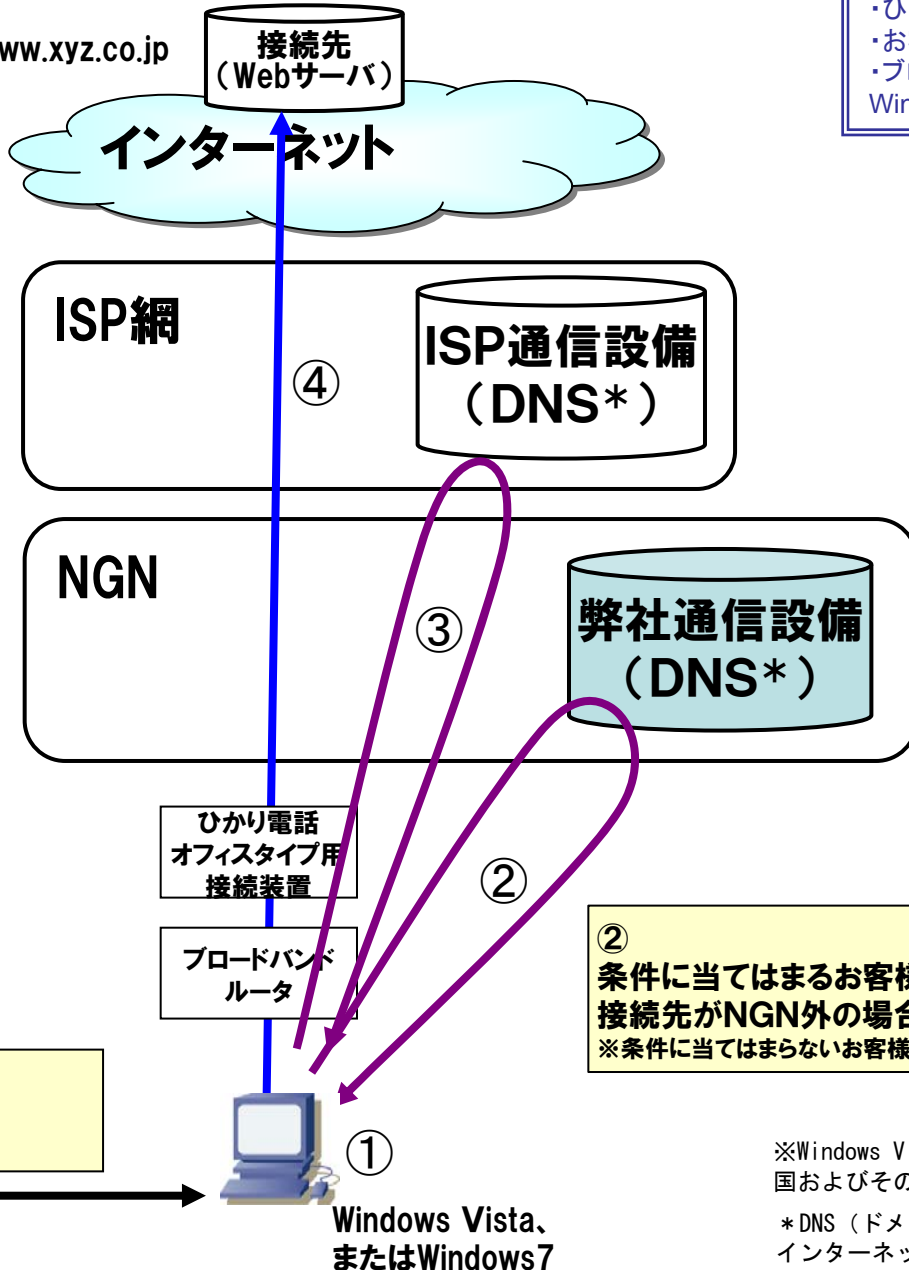 ww.xyz.co.jp
接続先
（Webサーバ）
インターネット
・ひ
・お
・ブ
Win
ISP網
ISP通信設備
（DNS*）
④
NGN
③
弊社通信設備
（DNS*）
ひかり電話
オフィスタイプ用
接続装置
②
ブロードバンド
ルータ
②
条件に当てはまるお客様
接続先がNGN外の場合
※条件に当てはまらないお客様
①
Windows Vista、
またはWindows7
※Windows V
国およびその
*DNS（ドメ
インターネッ